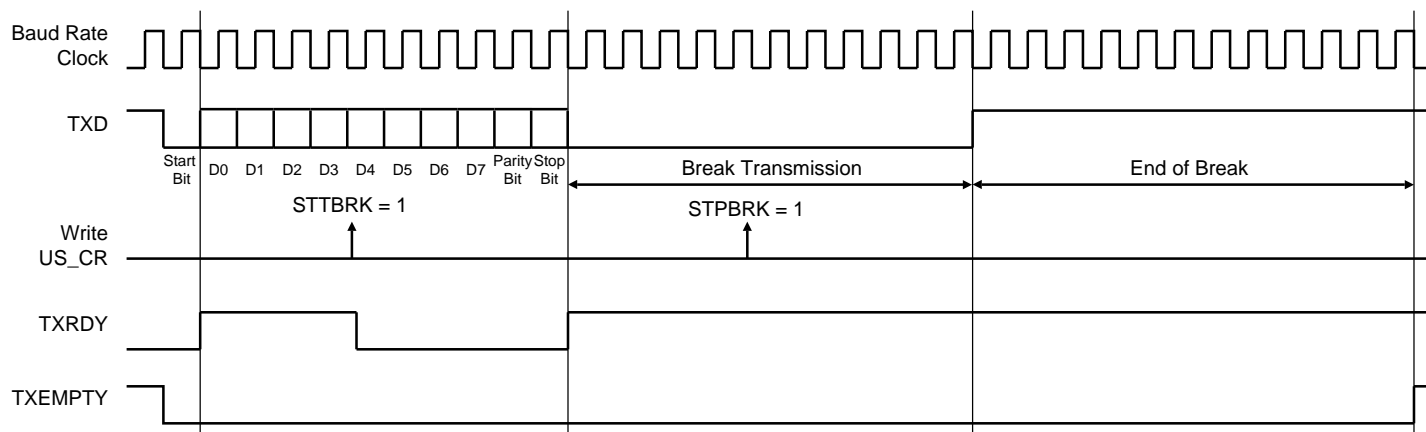 Baud Rate
Clock
TXD
Start
Bit
D0 D1 D2 D3 D4 D5 D6 D7
Parity
Bit
Stop
Bit
Break Transmission
End of Break
STTBRK = 1
STPBRK = 1
Write
US_CR
TXRDY
TXEMPTY